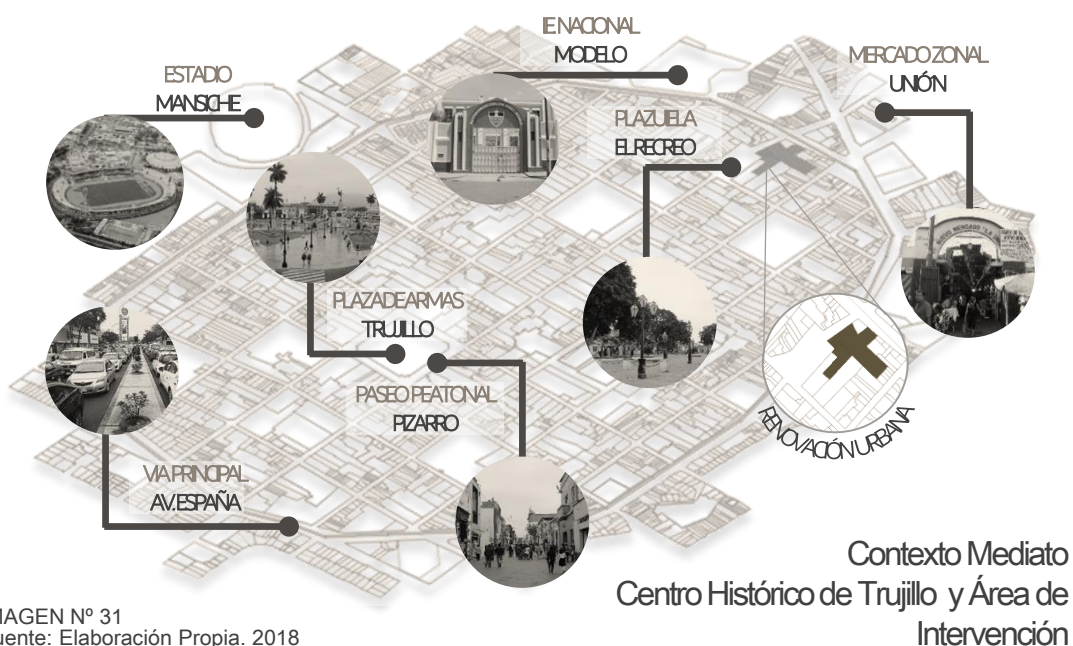 IE NACIONAL
MODELO
MERCADO ZONAL
UNIÓN
ESTADIO
MANSICHE
PLAZUELA
EL RECREO
PLAZA DE ARMAS
TRUJILLO
PASEO PEATONAL
PIZARRO
RENOVACIÓN URBANA
VIA PRINCIPAL
AV. ESPAÑA
Contexto Mediato
Centro Histórico de Trujillo y Área de
Intervención
MAGEN Nº 31
uente: Elaboración Propia. 2018